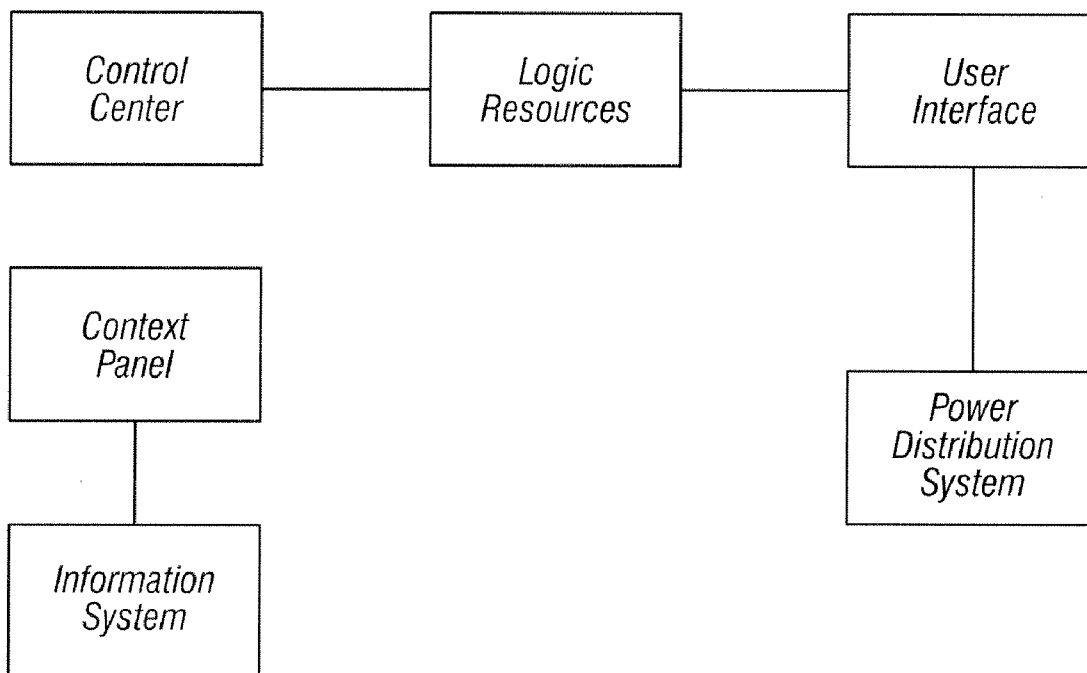 Control
Center
Logic
Resources
User
Interface
Context
Panel
Power
Distribution
System
Information
System